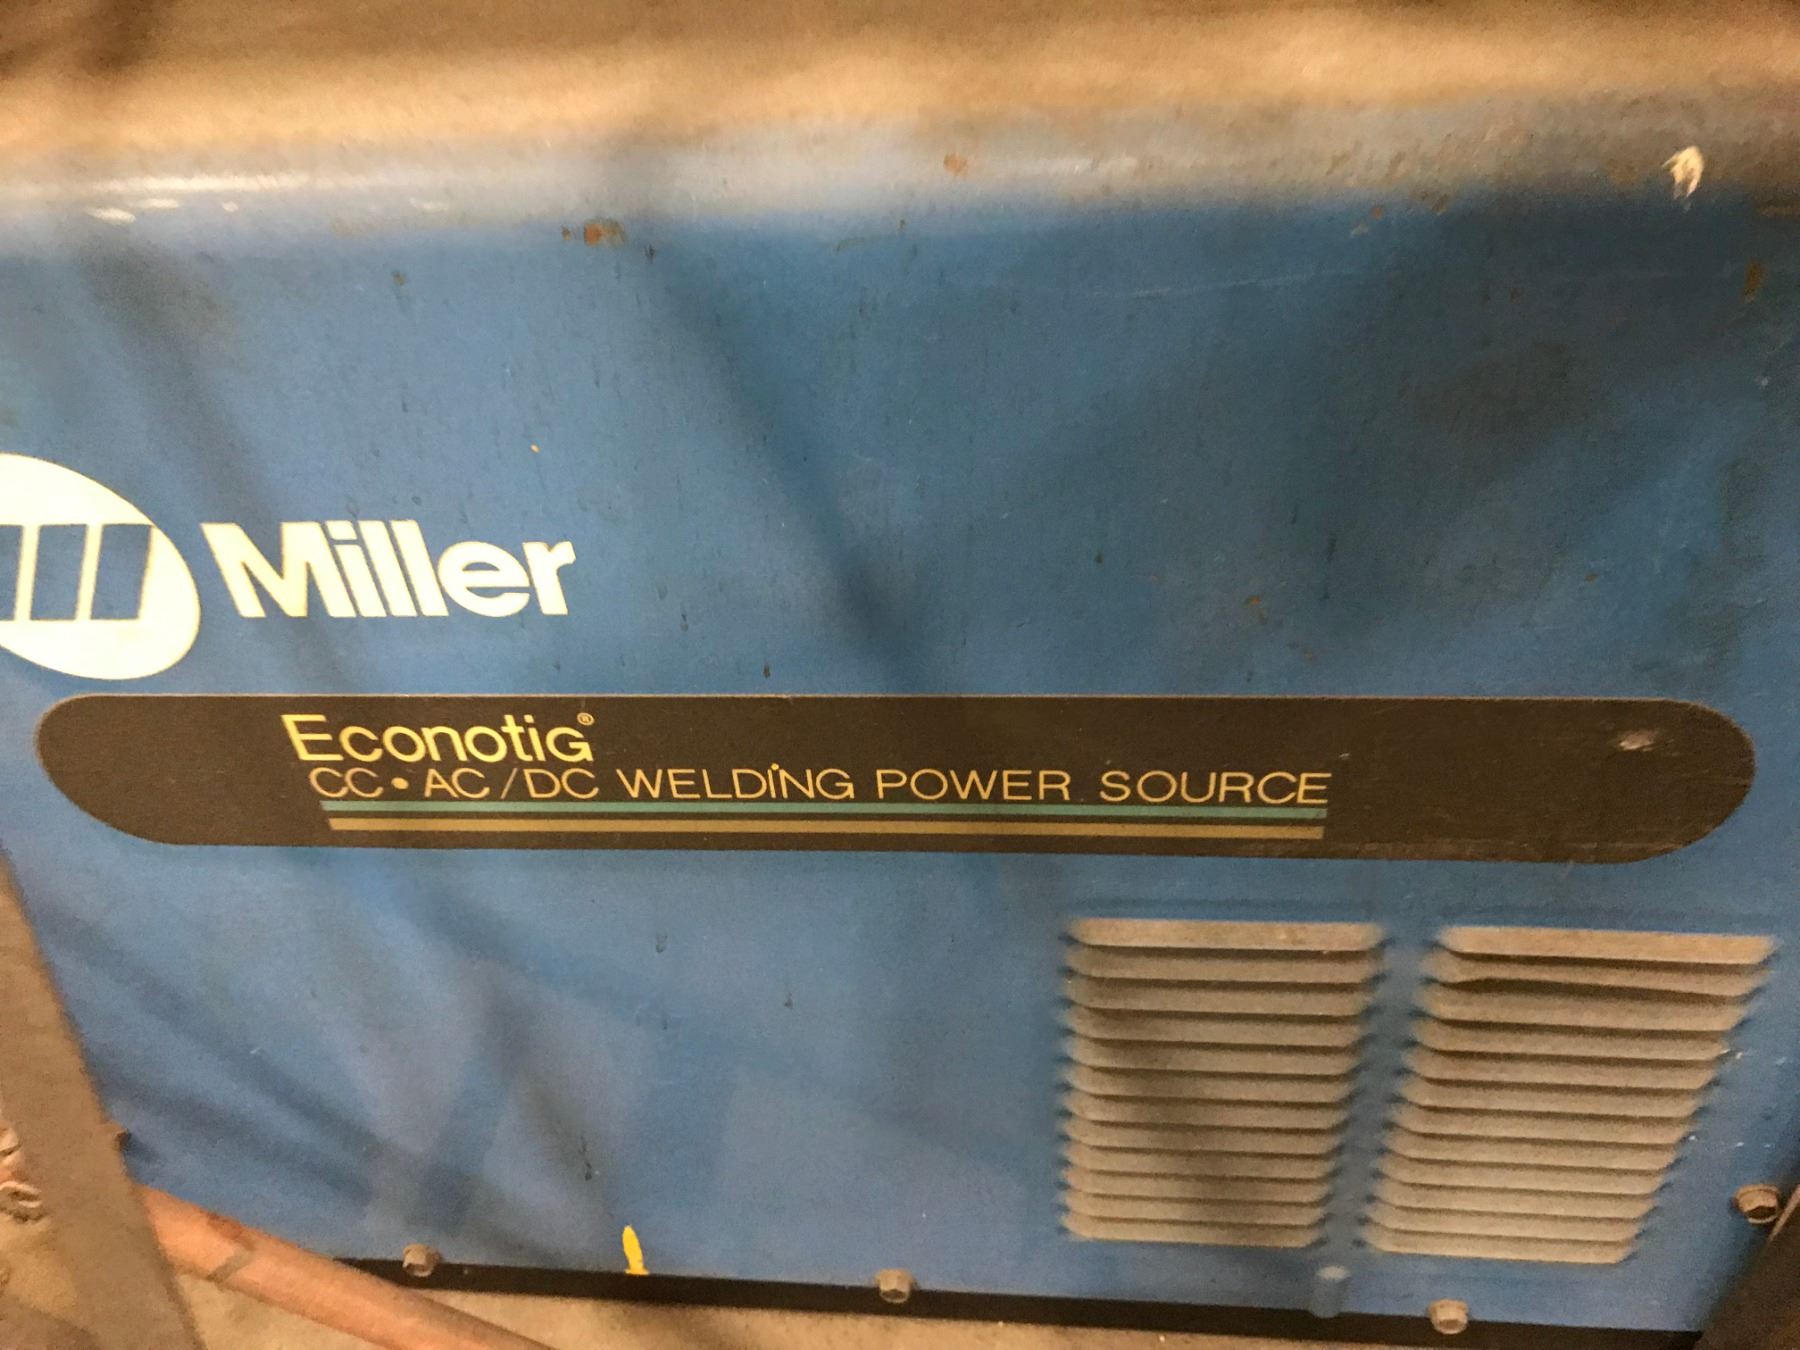 Miller
Econotig®
CC • AC/DC WELDING POWER SOURCE